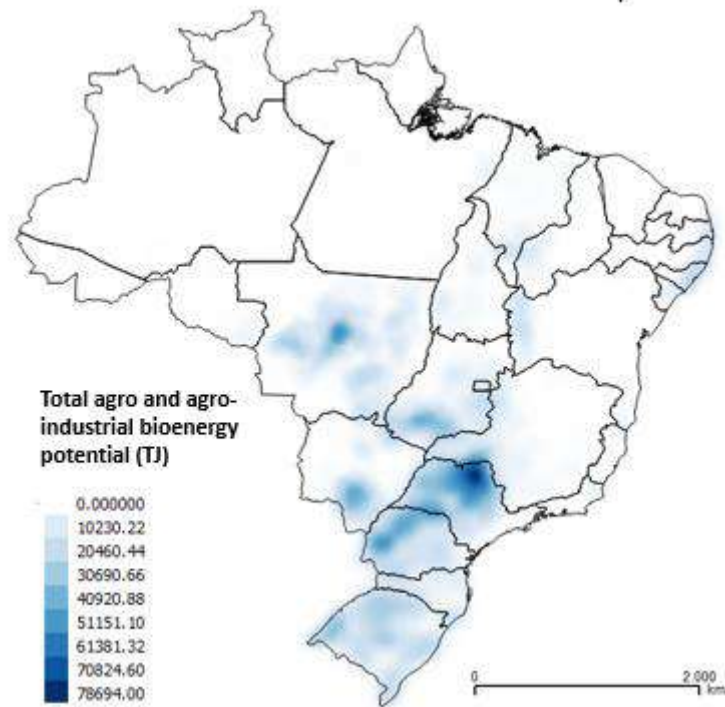 Total agro and agro-
industrial bioenergy
potential (TJ)
0.000000
10230.22
20460.44
30690.66
40920.88
51151.10
61381.32
70824.60
78694.00
0 2 000
km